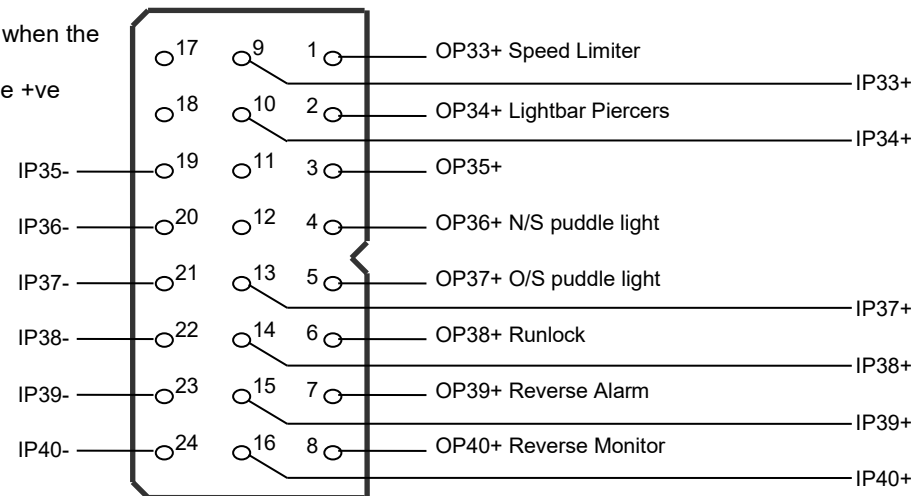 when the
17 9 1 OP33+ Speed Limiter
IP33+
e +ve
18 10 2 OP34+ Lightbar Piercers
IP34+
IP35- 19 11 3 OP35+
IP36- 20 12 4 OP36+ N/S puddle light
IP37- 21 13 5 OP37+ O/S puddle light
IP37+
IP38- 22 14 6 OP38+ Runlock
IP38+
IP39- 23 15 7 OP39+ Reverse Alarm
IP39+
IP40- 24 16 8 OP40+ Reverse Monitor
IP40+